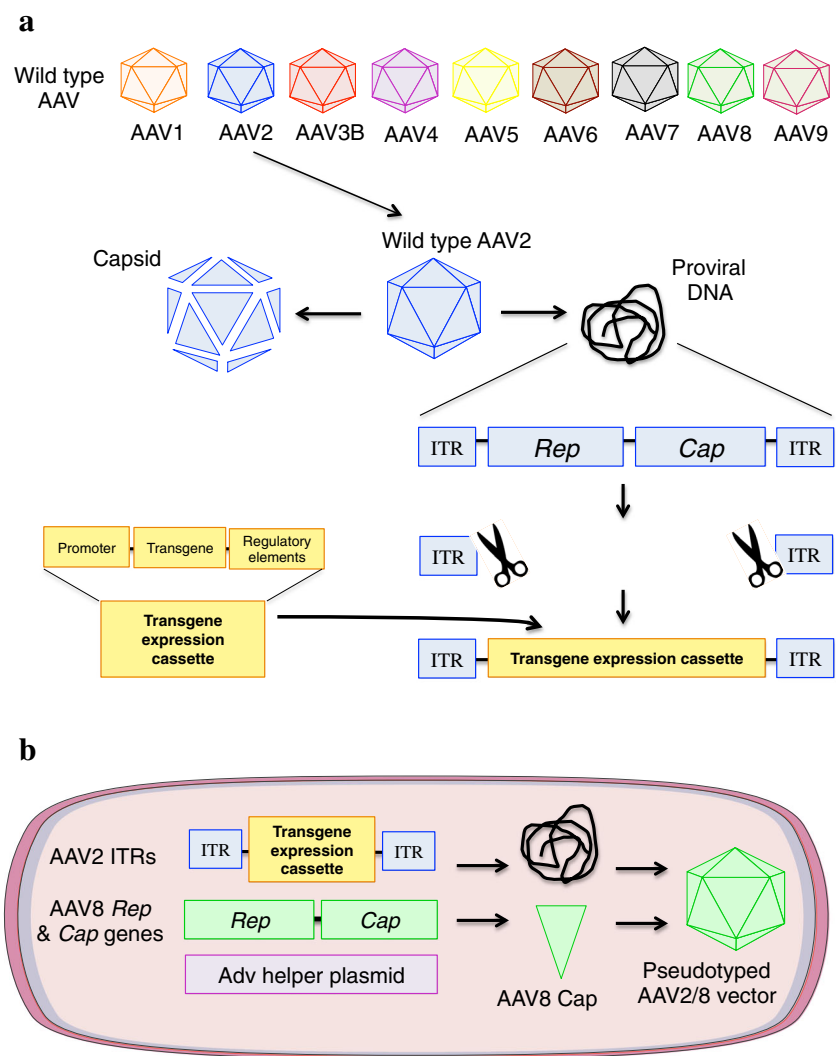 a
Wild type
AAV
AAV1 AAV2 AAV3B AAV4 AAV5 AAV6 AAV7 AAV8 AAV9
Wild type AAV2
Capsid
Proviral
DNA
ITR Rep Cap ITR
Promoter Transgene Regulatory
elements
ITR ITR
Transgene
expression
cassette
ITR Transgene expression cassette ITR
b
AAV2 ITRs
ITR Transgene
expression
cassette ITR
AAV8 Rep
& Cap genes
Rep Cap
Adv helper plasmid
AAV8 Cap
Pseudotyped
AAV2/8 vector